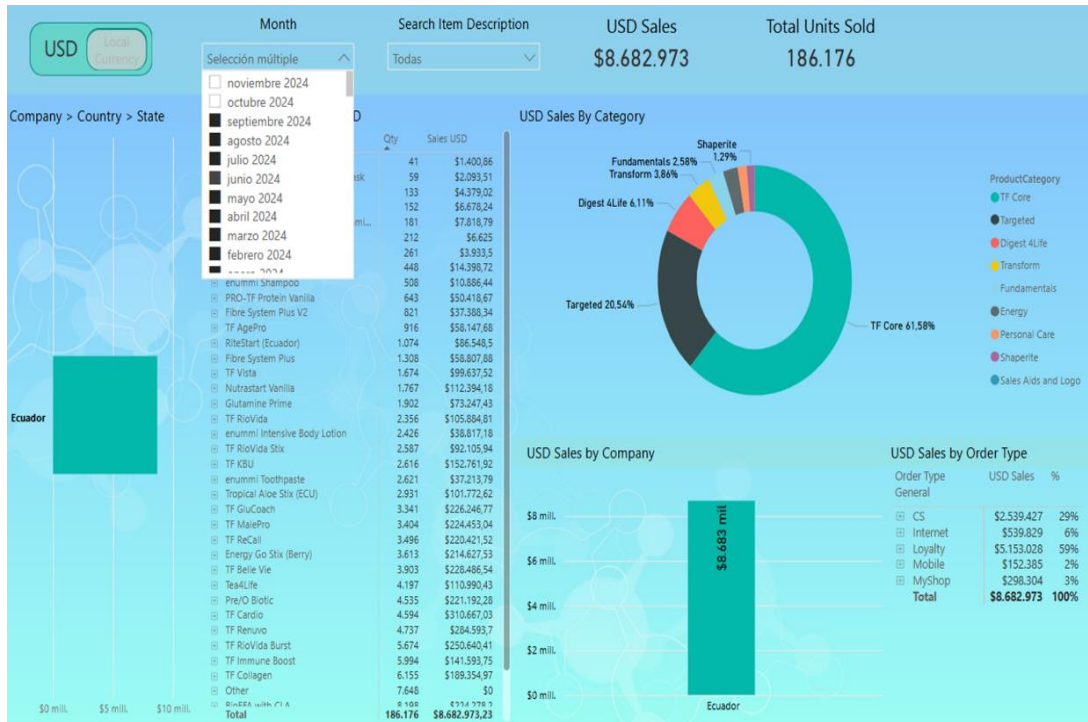 USD
Local
Currency
Month
Selección múltiple
noviembre 2024
octubre 2024
septiembre 2024
agosto 2024
julio 2024
junio 2024
mayo 2024
abril 2024
marzo 2024
febrero 2024
enero 2024
Search Item Description
Todas
USD Sales
$8.682.973
Total Units Sold
186.176
Company > Country > State
Ecuador
$0 mill. $5 mill. $10 mill.
D
Qty Sales USD
41 $1.400,86
59 $2.093,51
133 $4.379,02
152 $6.678,24
181 $7.818,79
212 $6.625
261 $3.933,5
448 $14.398,72
enummi Shampoo 508 $10.886,44
PRO-TF Protein Vanilla 643 $50.418,67
Fibre System Plus V2 821 $37.388,34
TF AgePro 916 $58.147,68
RiteStart (Ecuador) 1.074 $86.548,5
Fibre System Plus 1.308 $58.807,88
TF Vista 1.674 $99.637,52
Nutrastart Vanilla 1.767 $112.394,18
Glutamine Prime 1.902 $73.247,43
TF RioVida 2.356 $105.884,81
enummi Intensive Body Lotion 2.426 $38.817,18
TF RioVida Stix 2.587 $92.105,94
TF KBU 2.616 $152.761,92
enummi Toothpaste 2.621 $37.213,79
Tropical Aloe Stix (ECU) 2.931 $101.772,62
TF GluCoach 3.341 $226.246,77
TF MalePro 3.404 $224.453,04
TF ReCall 3.496 $220.421,52
Energy Go Stix (Berry) 3.613 $214.627,53
TF Belle Vie 3.903 $228.486,54
Tea4Life 4.197 $110.990,43
Pre/O Biotic 4.535 $221.192,28
TF Cardio 4.594 $310.667,03
TF Renuvo 4.737 $284.593,7
TF RioVida Burst 5.674 $250.640,41
TF Immune Boost 5.994 $141.593,75
TF Collagen 6.155 $189.354,97
Other 7.648 $0
BioEFA with CLA 8.198 $224.278,2
Total 186.176 $8.682.973,23
USD Sales By Category
Shaperite
1,29%
Fundamentals 2,58%
Transform 3,86%
Digest 4Life 6,11%
Targeted 20,54%
TF Core 61,58%
ProductCategory
TF Core
Targeted
Digest 4Life
Transform
Fundamentals
Energy
Personal Care
Shaperite
Sales Aids and Logo
USD Sales by Company
$8 mill.
$6 mill.
$4 mill.
$2 mill.
$0 mill.
$8.683 mil
Ecuador
USD Sales by Order Type
Order Type USD Sales %
General
CS $2.539.427 29%
Internet $539.829 6%
Loyalty $5.153.028 59%
Mobile $152.385 2%
MyShop $298.304 3%
Total $8.682.973 100%